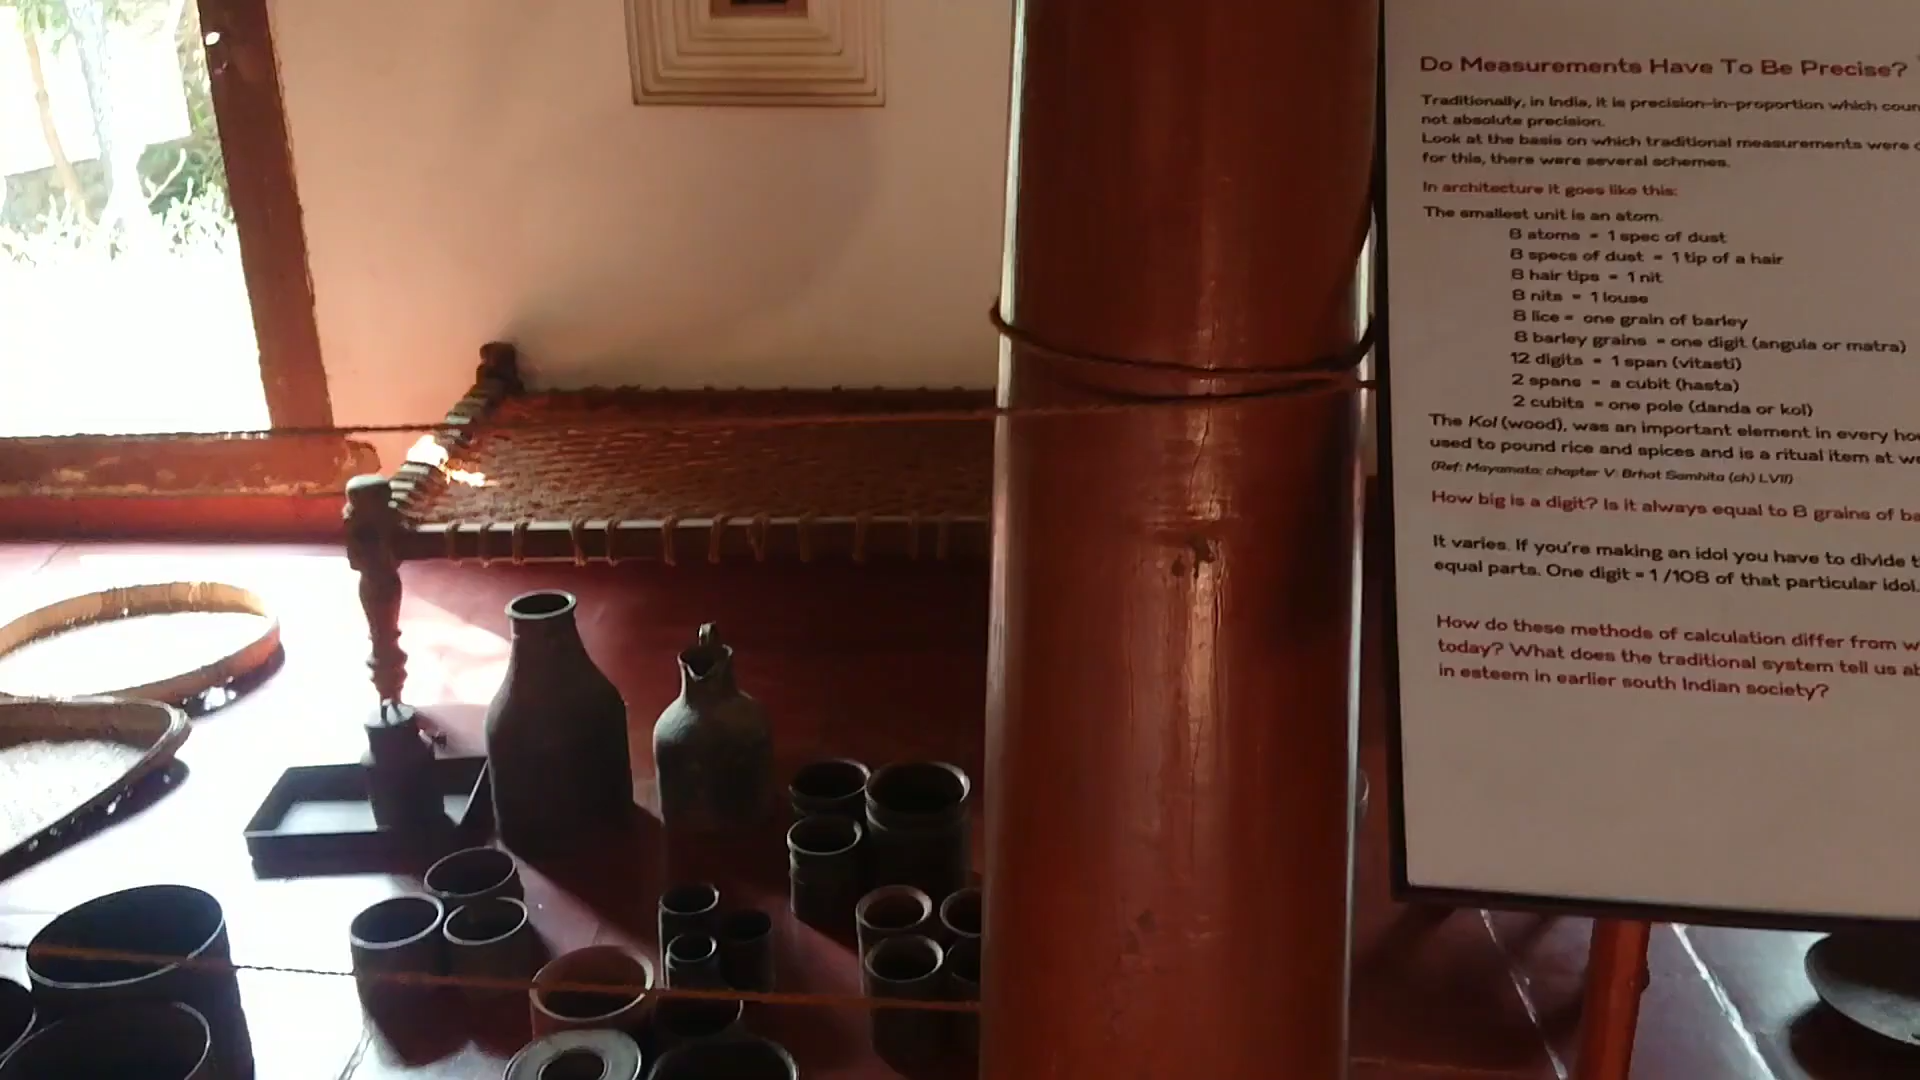 Do Measurements Have To Be Precise?
Traditionally, in India, it is precision-in-proportion which
not absolute precision.
Look at the basis on which traditional measurements were
for this, there were several schemes.
In architecture it goes like this:
The smallest unit is an atom.
8 atoms = 1 spec of dust
8 specs of dust = 1 tip of a hair
8 hair tips = 1 nit
8 nits = 1 louse
8 lice = one grain of barley
8 barley grains = one digit (angula or matra)
12 digits = 1 span (vitasti)
2 spans = a cubit (hasta)
2 cubits = one pole (danda or kol)
The Kol (wood), was an important element in every
used to pound rice and spices and is a ritual item at
(Ref: Mayamata: chapter V: Brhat Samhita (ch) LVII)
How big is a digit? Is it always equal to 8 grains of
It varies. If you're making an idol you have to divide
equal parts. One digit = 1/108 of that particular idol.
How do these methods of calculation differ from
today? What does the traditional system tell us
in esteem in earlier south Indian society?